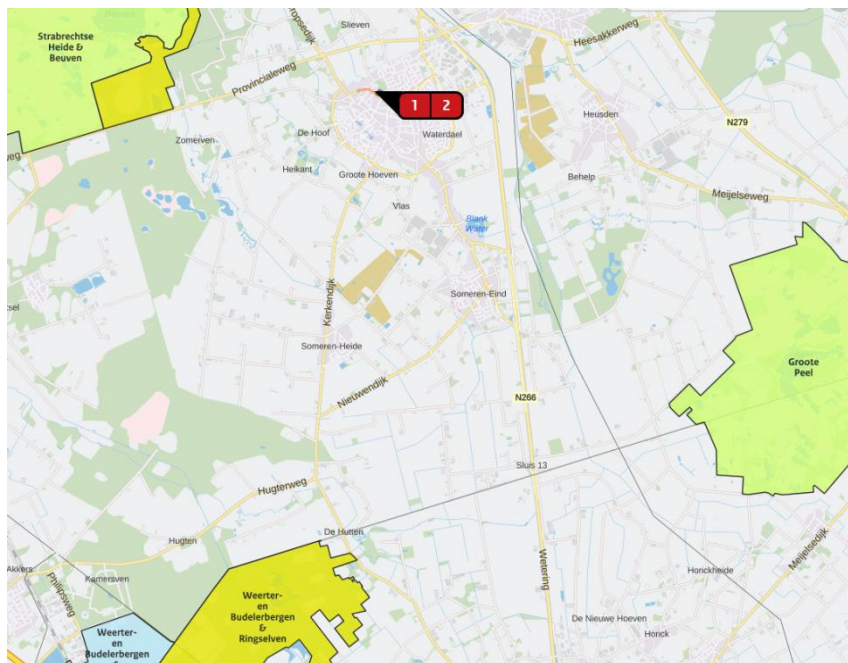 Slieven
Heesakkerweg
Strabrechtse
Heide &
Beuven
Provincialeweg
1 2
Heusden
N279
De Hoof
Waterdael
Zomerven
Heikant
Groote Hoeven
Behelp
Meijelseweg
Vlas
Blank
Water
Kerkendijk
Someren-Eind
Someren-Heide
Groote
Peel
Nieuwendijk
N266
Sluis 13
Hugterweg
De Hutten
Hugten
Akkers
Kamersven
Philipsweg
Wetering
Meijelsedijk
Horickheide
Weerter-
en
Budelerbergen
&
Ringselven
De Nieuwe Hoeven
Horick
Weerter-
en
Budelerbergen